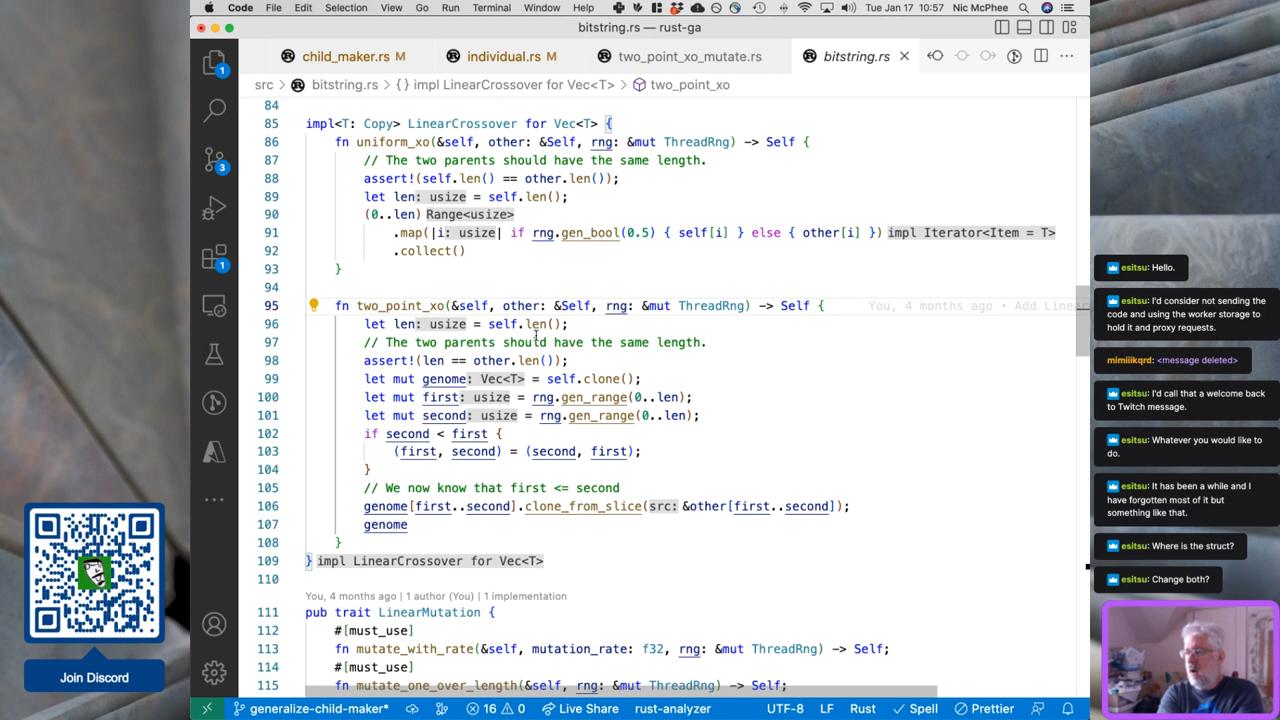 Code File Edit Selection View Go Run Terminal Window Help Tue Jan 17 10:57 Nic McPhee
bitstring.rs — rust-ga
child_maker.rs M individual.rs M two_point_xo_mutate.rs bitstring.rs
src > bitstring.rs > {} impl LinearCrossover for Vec<T> > two_point_xo
84
85 impl<T: Copy> LinearCrossover for Vec<T> {
86 fn uniform_xo(&self, other: &Self, rng: &mut ThreadRng) -> Self {
87 // The two parents should have the same length.
88 assert!(self.len() == other.len());
89 let len: usize = self.len();
90 (0..len) Range<usize>
91 .map(|i: usize| if rng.gen_bool(0.5) { self[i] } else { other[i] }) impl Iterator<Item = T>
92 .collect()
93 }
94
95 fn two_point_xo(&self, other: &Self, rng: &mut ThreadRng) -> Self { You, 4 months ago • Add Linea
96 let len: usize = self.len();
97 // The two parents should have the same length.
98 assert!(len == other.len());
99 let mut genome: Vec<T> = self.clone();
100 let mut first: usize = rng.gen_range(0..len);
101 let mut second: usize = rng.gen_range(0..len);
102 if second < first {
103 (first, second) = (second, first);
104 }
105 // We now know that first <= second
106 genome[first..second].clone_from_slice(src: &other[first..second]);
107 genome
108 }
109 } impl LinearCrossover for Vec<T>
110
You, 4 months ago | 1 author (You) | 1 implementation
111 pub trait LinearMutation {
112 #[must_use]
113 fn mutate_with_rate(&self, mutation_rate: f32, rng: &mut ThreadRng) -> Self;
114 #[must_use]
115 fn mutate_one_over_length(&self, rng: &mut ThreadRng) -> Self;
1
3
1
generalize-child-maker* 16 0 Live Share rust-analyzer UTF-8 LF Rust Spell Prettier
Join Discord
esitsu: Hello.
esitsu: I'd consider not sending the
code and using the worker storage to
hold it and proxy requests.
mimiiikqrd: <message deleted>
esitsu: I'd call that a welcome back
to Twitch message.
esitsu: Whatever you would like to
do.
esitsu: It has been a while and I
have forgotten most of it but
something like that.
esitsu: Where is the struct?
esitsu: Change both?